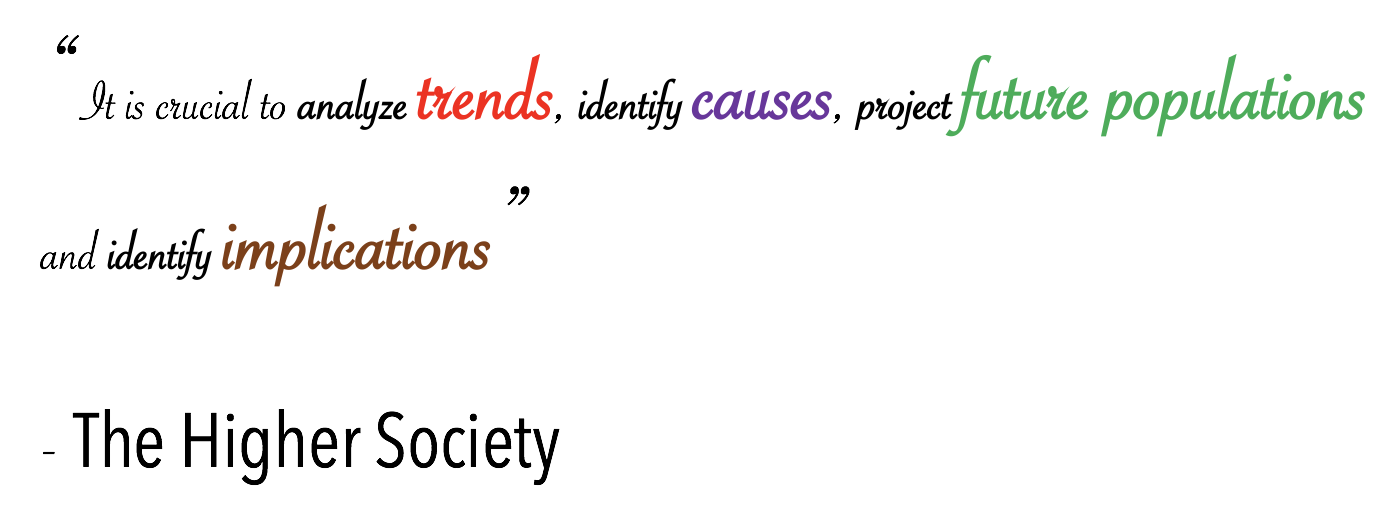 “ It is crucial to analyze trends, identify causes, project future populations
and identify implications ”
- The Higher Society